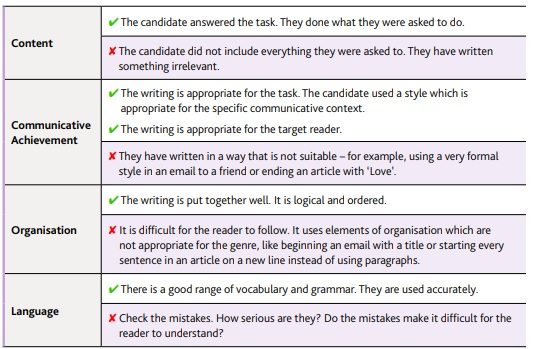 Content
✔ The candidate answered the task. They done what they were asked to do.
✘ The candidate did not include everything they were asked to. They have written
something irrelevant.
Communicative
Achievement
✔ The writing is appropriate for the task. The candidate used a style which is
appropriate for the specific communicative context.
✔ The writing is appropriate for the target reader.
✘ They have written in a way that is not suitable – for example, using a very formal
style in an email to a friend or ending an article with ‘Love’.
Organisation
✔ The writing is put together well. It is logical and ordered.
✘ It is difficult for the reader to follow. It uses elements of organisation which are
not appropriate for the genre, like beginning an email with a title or starting every
sentence in an article on a new line instead of using paragraphs.
Language
✔ There is a good range of vocabulary and grammar. They are used accurately.
✘ Check the mistakes. How serious are they? Do the mistakes make it difficult for the
reader to understand?